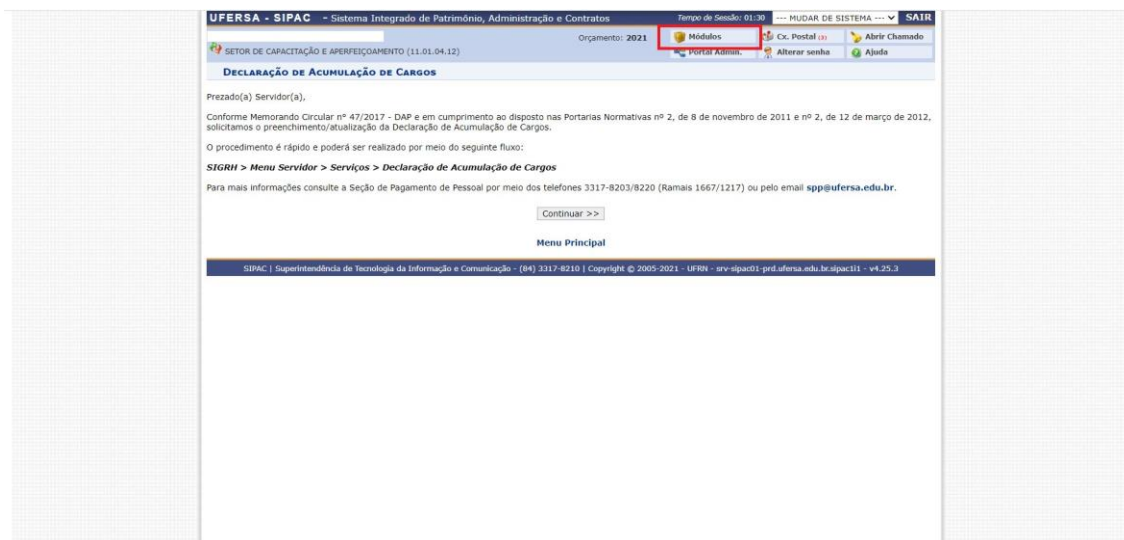 UFERSA - SIPAC - Sistema Integrado de Patrimônio, Administração e Contratos Tempo de Sessão: 01:30 --- MUDAR DE SISTEMA --- SAIR
Orçamento: 2021 Módulos Cx. Postal (3) Abrir Chamado
SETOR DE CAPACITAÇÃO E APERFEIÇOAMENTO (11.01.04.12) Portal Admin. Alterar senha Ajuda
Declaração de Acumulação de Cargos
Prezado(a) Servidor(a),
Conforme Memorando Circular nº 47/2017 - DAP e em cumprimento ao disposto nas Portarias Normativas nº 2, de 8 de novembro de 2011 e nº 2, de 12 de março de 2012,
solicitamos o preenchimento/atualização da Declaração de Acumulação de Cargos.
O procedimento é rápido e poderá ser realizado por meio do seguinte fluxo:
SIGRH > Menu Servidor > Serviços > Declaração de Acumulação de Cargos
Para mais informações consulte a Seção de Pagamento de Pessoal por meio dos telefones 3317-8203/8220 (Ramais 1667/1217) ou pelo email spp@ufersa.edu.br.
Continuar >>
Menu Principal
SIPAC | Superintendência de Tecnologia da Informação e Comunicação - (84) 3317-8210 | Copyright © 2005-2021 - UFRN - srv-sipac01-prd.ufersa.edu.br.sipac1i1 - v4.25.3